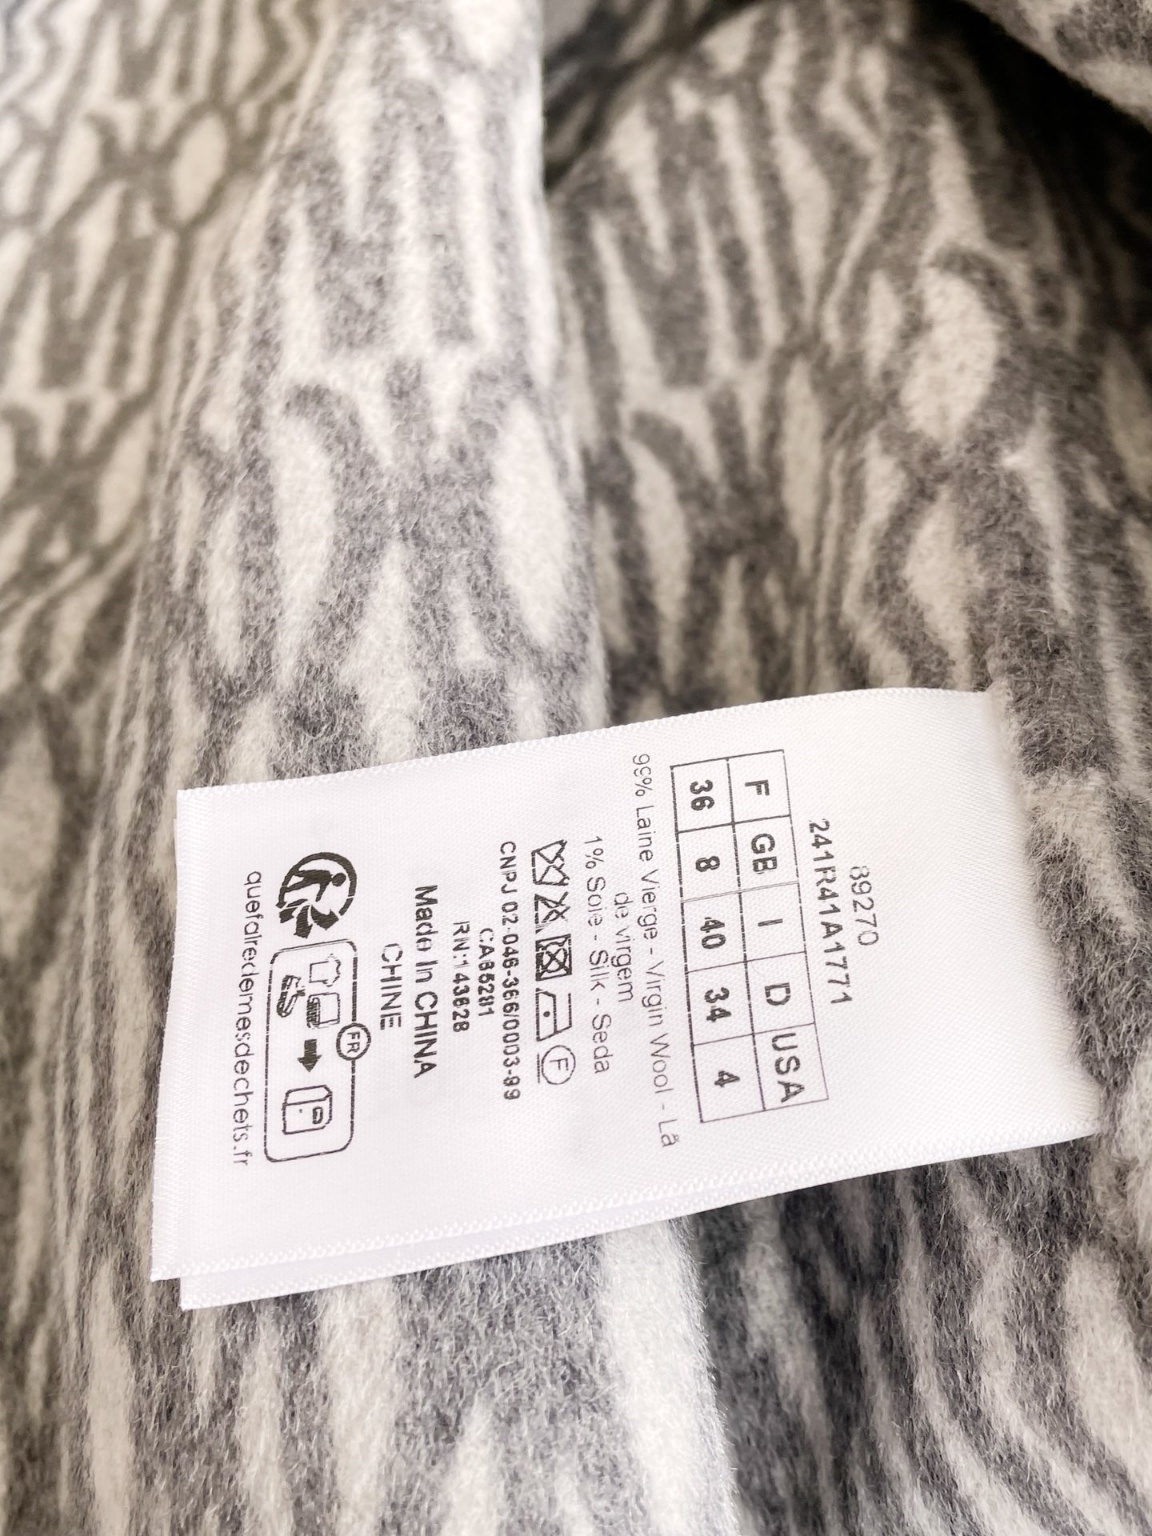 89270
241R41A1771
F GB I D USA
36 8 40 34 4
99% Laine Vierge - Virgin Wool - Lã
de virgem
1% Soie - Silk - Seda
F
CNPJ 02-046-366/0003-99
CA35281
RN:143828
Made In CHINA
CHINE
FR
quefairedemesdechets.fr